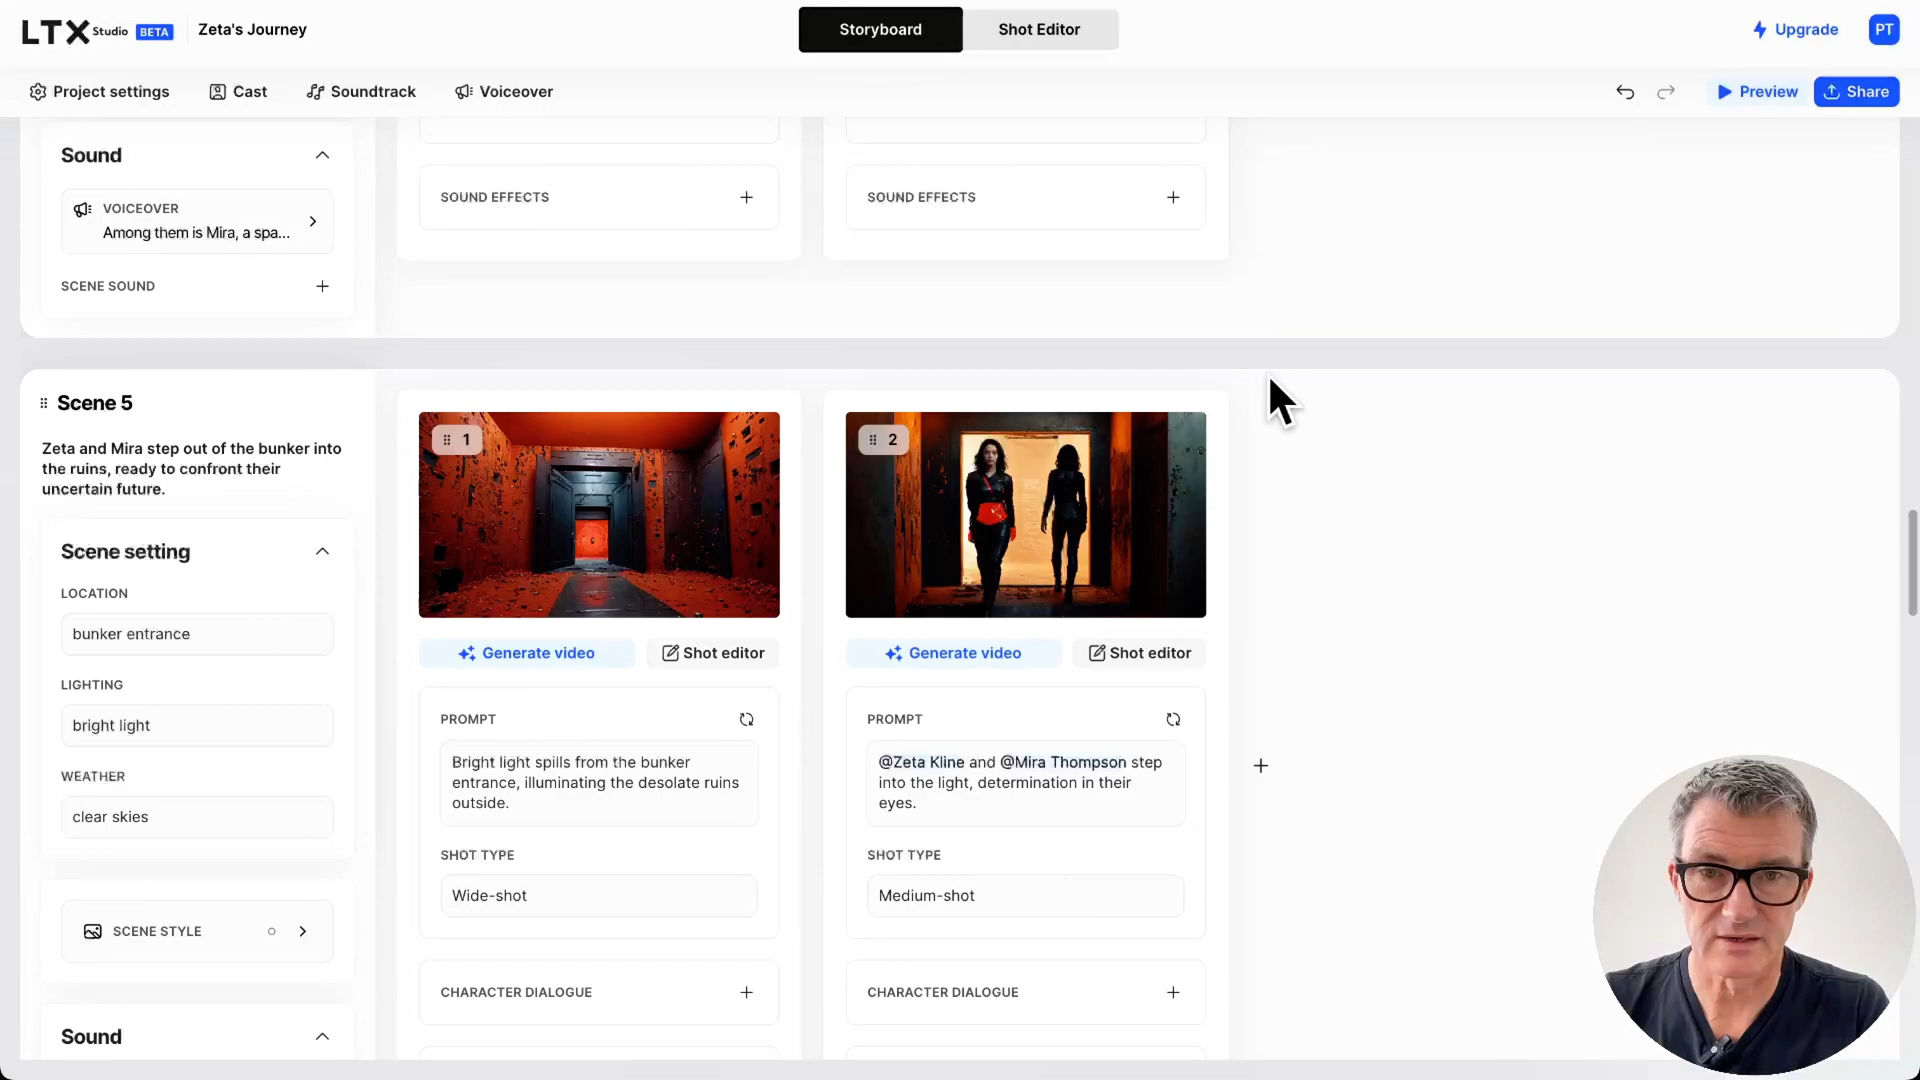 LTX Studio BETA
Zeta's Journey
Storyboard
Shot Editor
Upgrade
PT
Project settings
Cast
Soundtrack
Voiceover
Preview
Share
Sound
VOICEOVER
Among them is Mira, a spa...
SCENE SOUND
SOUND EFFECTS
SOUND EFFECTS
Scene 5
Zeta and Mira step out of the bunker into
the ruins, ready to confront their
uncertain future.
Scene setting
LOCATION
bunker entrance
LIGHTING
bright light
WEATHER
clear skies
SCENE STYLE
Sound
1
Generate video
Shot editor
PROMPT
Bright light spills from the bunker
entrance, illuminating the desolate ruins
outside.
SHOT TYPE
Wide-shot
CHARACTER DIALOGUE
2
Generate video
Shot editor
PROMPT
@Zeta Kline and @Mira Thompson step
into the light, determination in their
eyes.
SHOT TYPE
Medium-shot
CHARACTER DIALOGUE